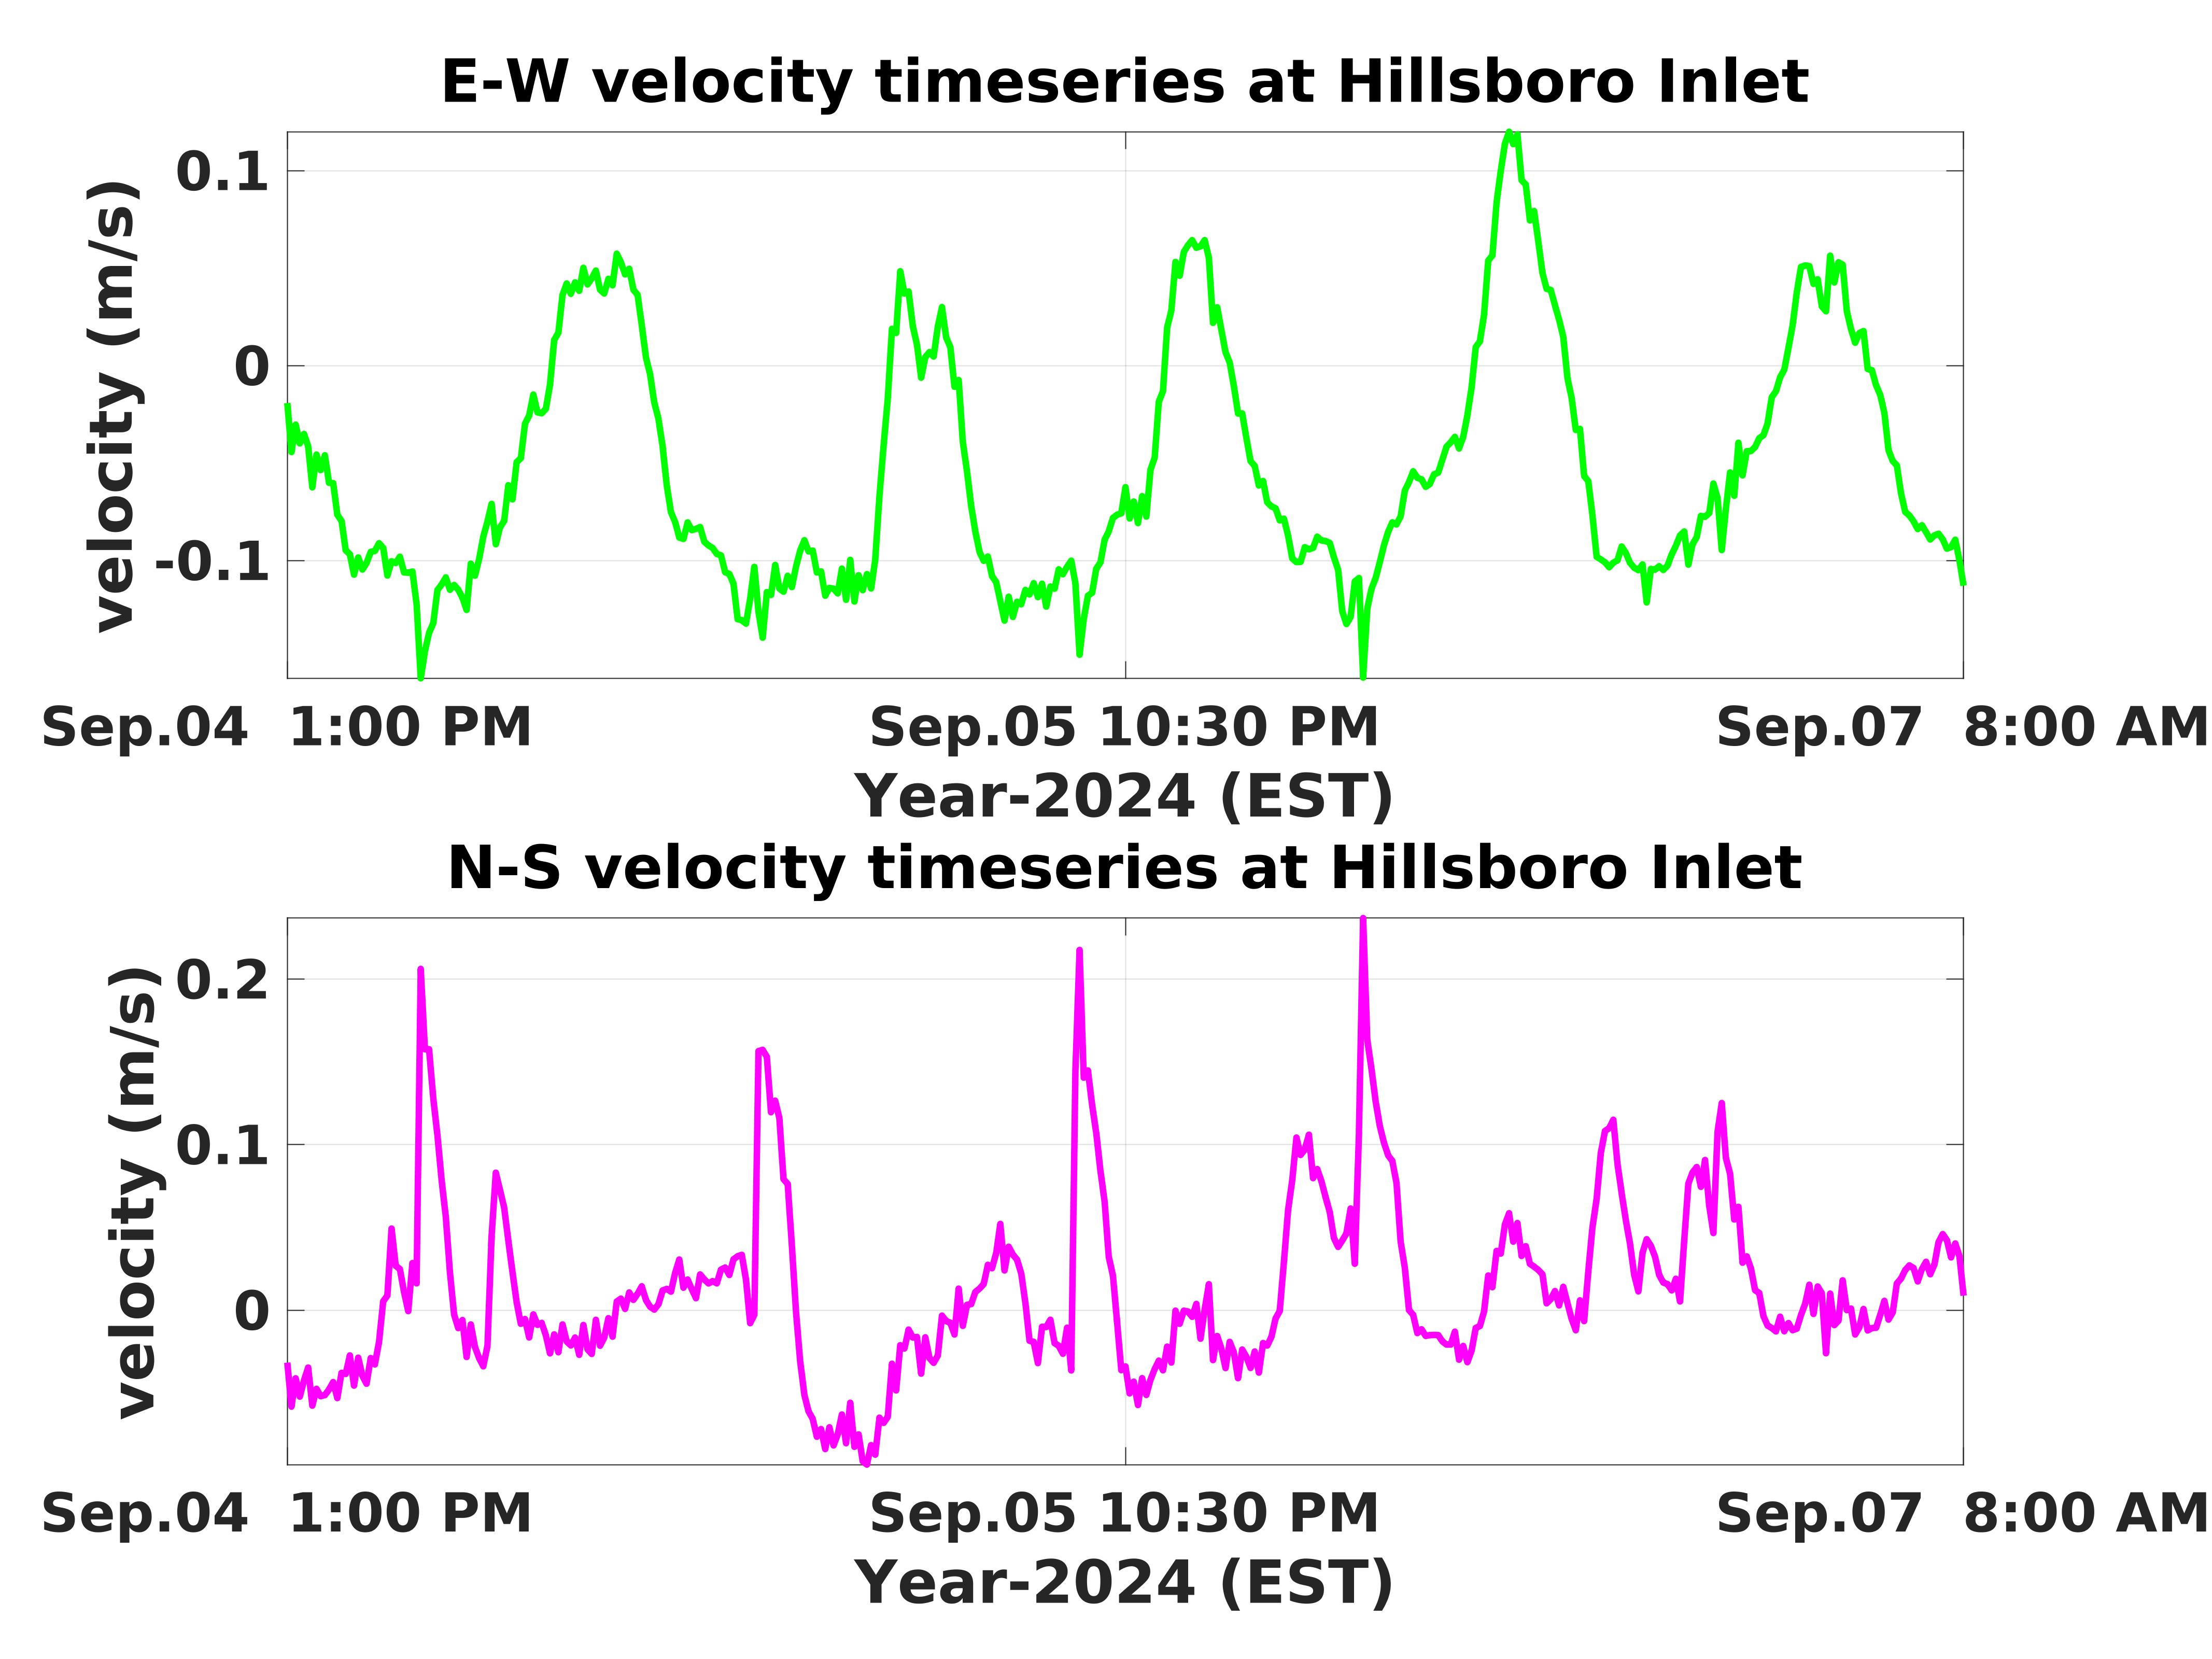 E-W velocity timeseries at Hillsboro Inlet
velocity (m/s)
0.1
0
-0.1
Sep.04 1:00 PM Sep.05 10:30 PM Sep.07 8:00 AM
Year-2024 (EST)
N-S velocity timeseries at Hillsboro Inlet
velocity (m/s)
0.2
0.1
0
Sep.04 1:00 PM Sep.05 10:30 PM Sep.07 8:00 AM
Year-2024 (EST)